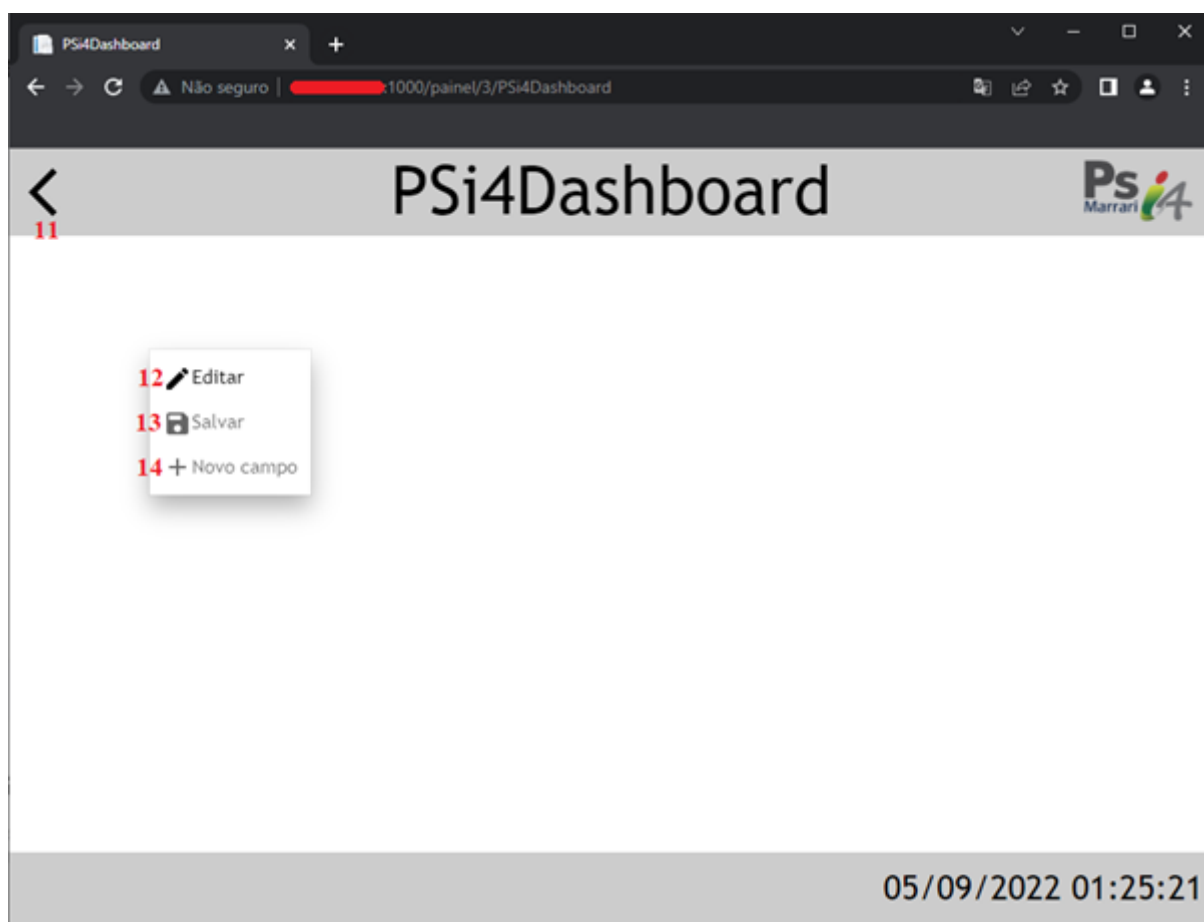 PSi4Dashboard
Não seguro | :1000/painel/3/PSi4Dashboard
PSi4Dashboard
Ps i4
Marrari
11
12 Editar
13 Salvar
14 + Novo campo
05/09/2022 01:25:21